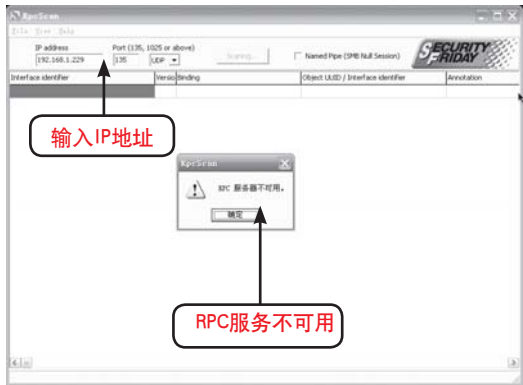 RpcScan
File View Help
IP address
Port (135, 1025 or above)
192.168.1.229
135
UDP
Scaning...
Named Pipe (SMB Null Session)
SECURITY FRIDAY
Interface identifier
Versio
Binding
Object UUID / Interface identifier
Annotation
输入IP地址
RpcScan
RPC 服务器不可用。
确定
RPC服务不可用